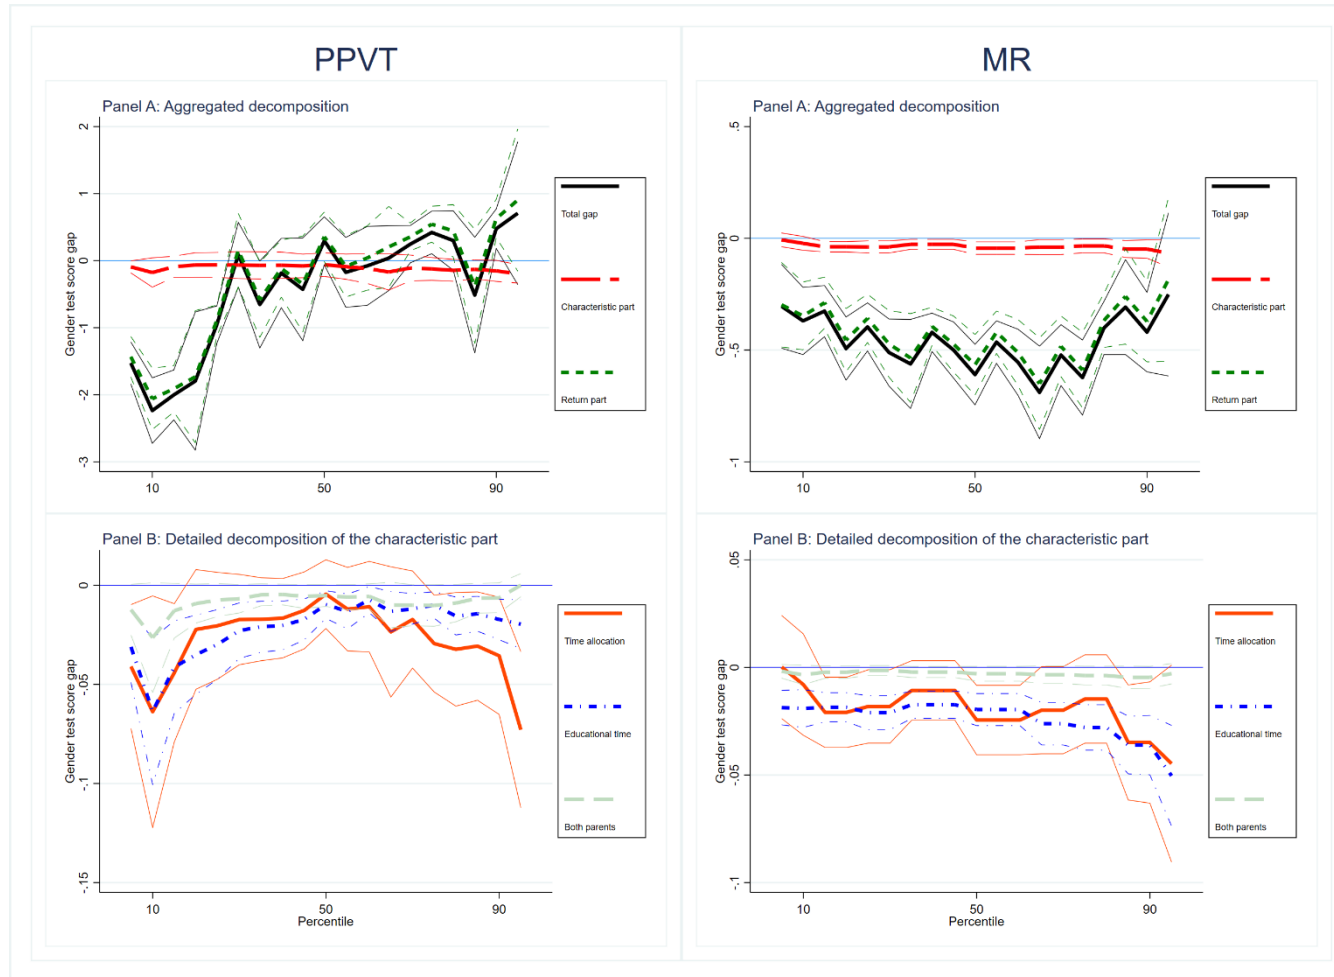 PPVT
Panel A: Aggregated decomposition
Gender test score gap
2
1
0
-1
-2
-3
10
50
90
Total gap
Characteristic part
Return part
Panel B: Detailed decomposition of the characteristic part
Gender test score gap
0
-.05
-.1
-.15
10
50
90
Percentile
Time allocation
Educational time
Both parents
MR
Panel A: Aggregated decomposition
Gender test score gap
.5
0
-.5
-1
10
50
90
Total gap
Characteristic part
Return part
Panel B: Detailed decomposition of the characteristic part
Gender test score gap
.05
0
-.05
-.1
10
50
90
Percentile
Time allocation
Educational time
Both parents